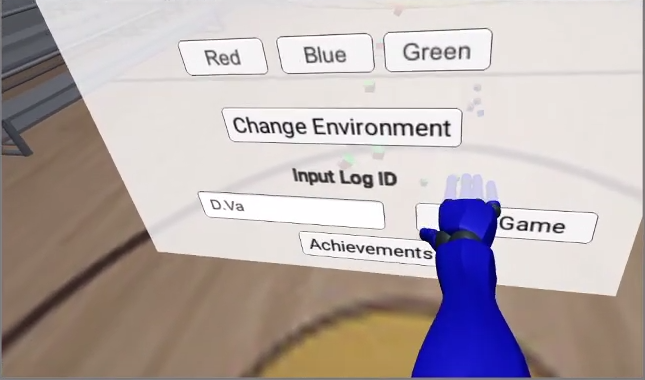 Red Blue Green
Change Environment
Input Log ID
D.Va Game
Achievements